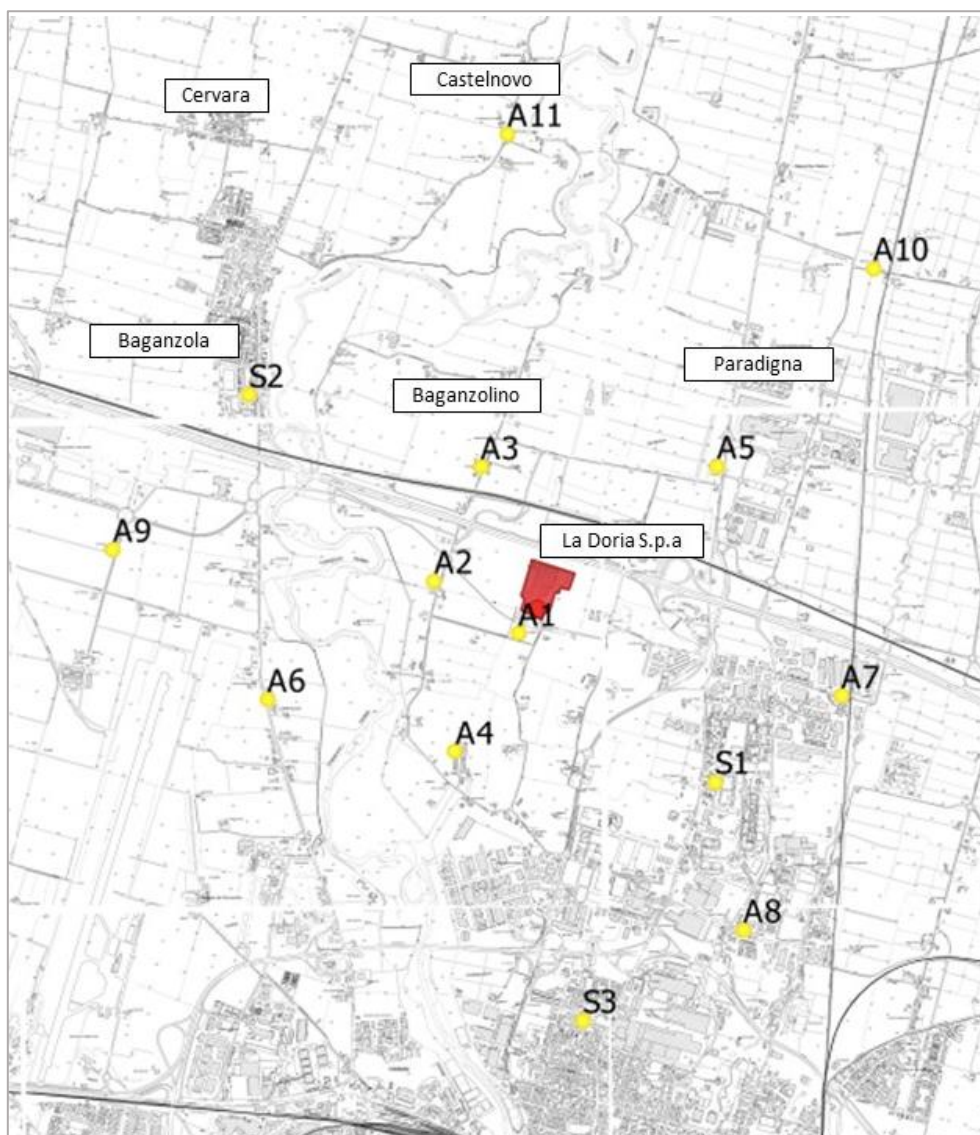 Castelnovo
Cervara
A11
A10
Baganzola
Paradigna
S2
Baganzolino
A3
A5
La Doria S.p.a
A9
A2
A1
A6
A7
A4
S1
A8
S3